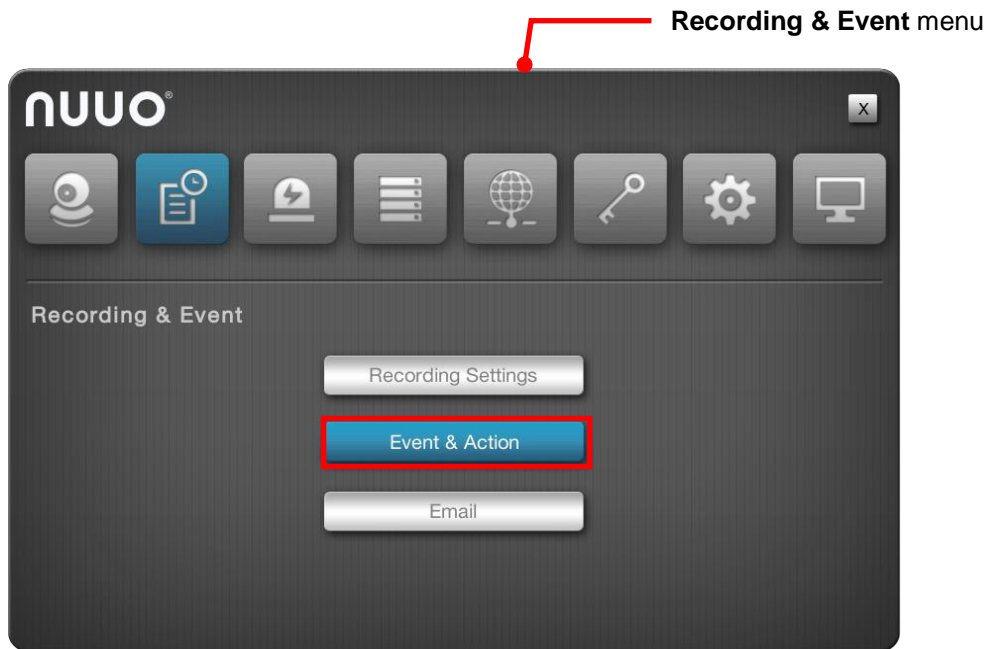 Recording & Event menu
nuuo®
X
Recording & Event
Recording Settings
Event & Action
Email